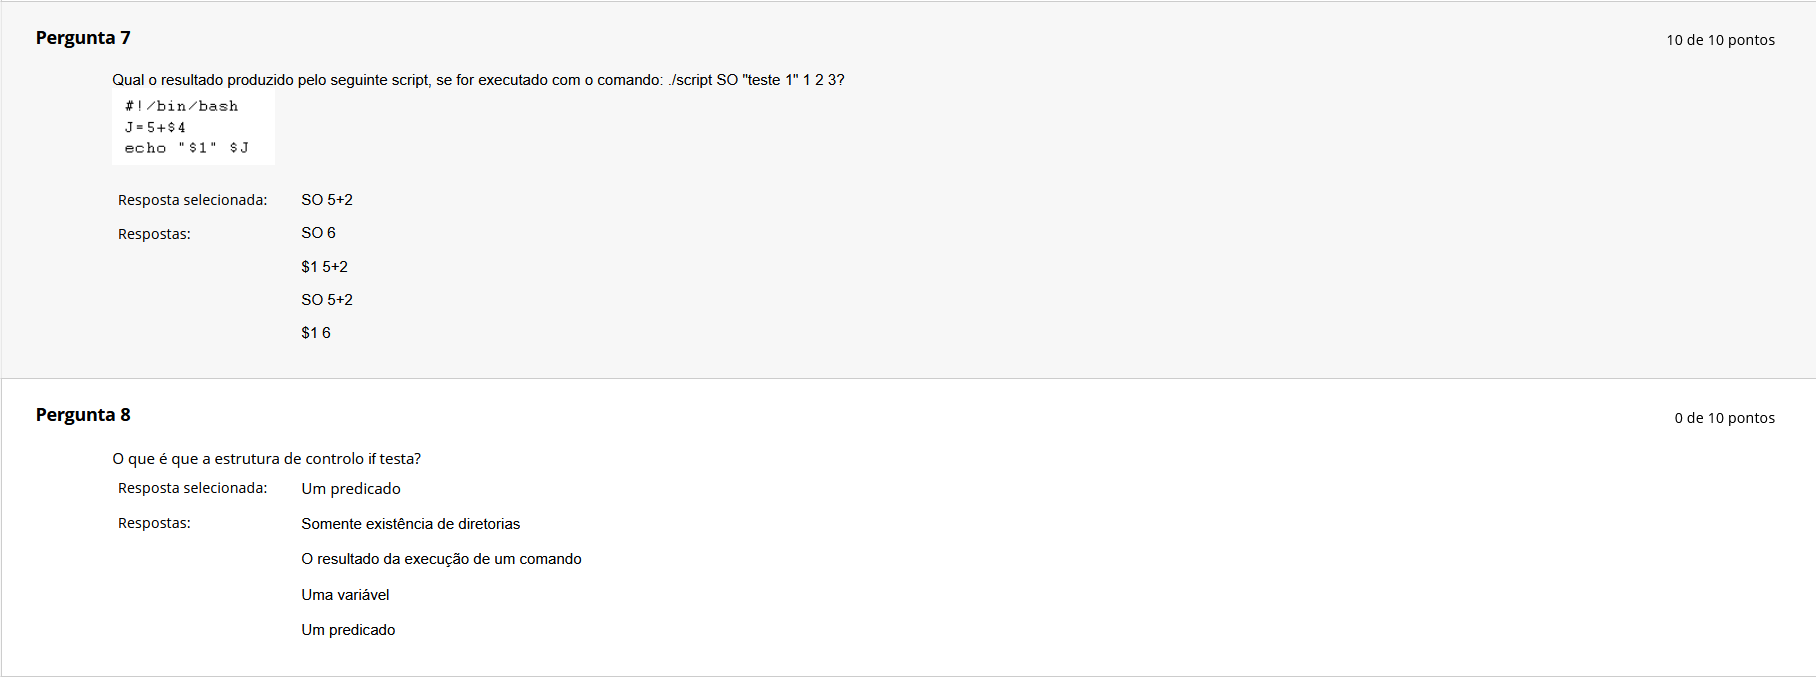 Pergunta 7
10 de 10 pontos
Qual o resultado produzido pelo seguinte script, se for executado com o comando: ./script SO "teste 1" 1 2 3?
#!/bin/bash
J=5+$4
echo "$1" $J
Resposta selecionada: SO 5+2
Respostas: SO 6
$1 5+2
SO 5+2
$1 6
Pergunta 8
0 de 10 pontos
O que é que a estrutura de controlo if testa?
Resposta selecionada: Um predicado
Respostas: Somente existência de diretorias
O resultado da execução de um comando
Uma variável
Um predicado